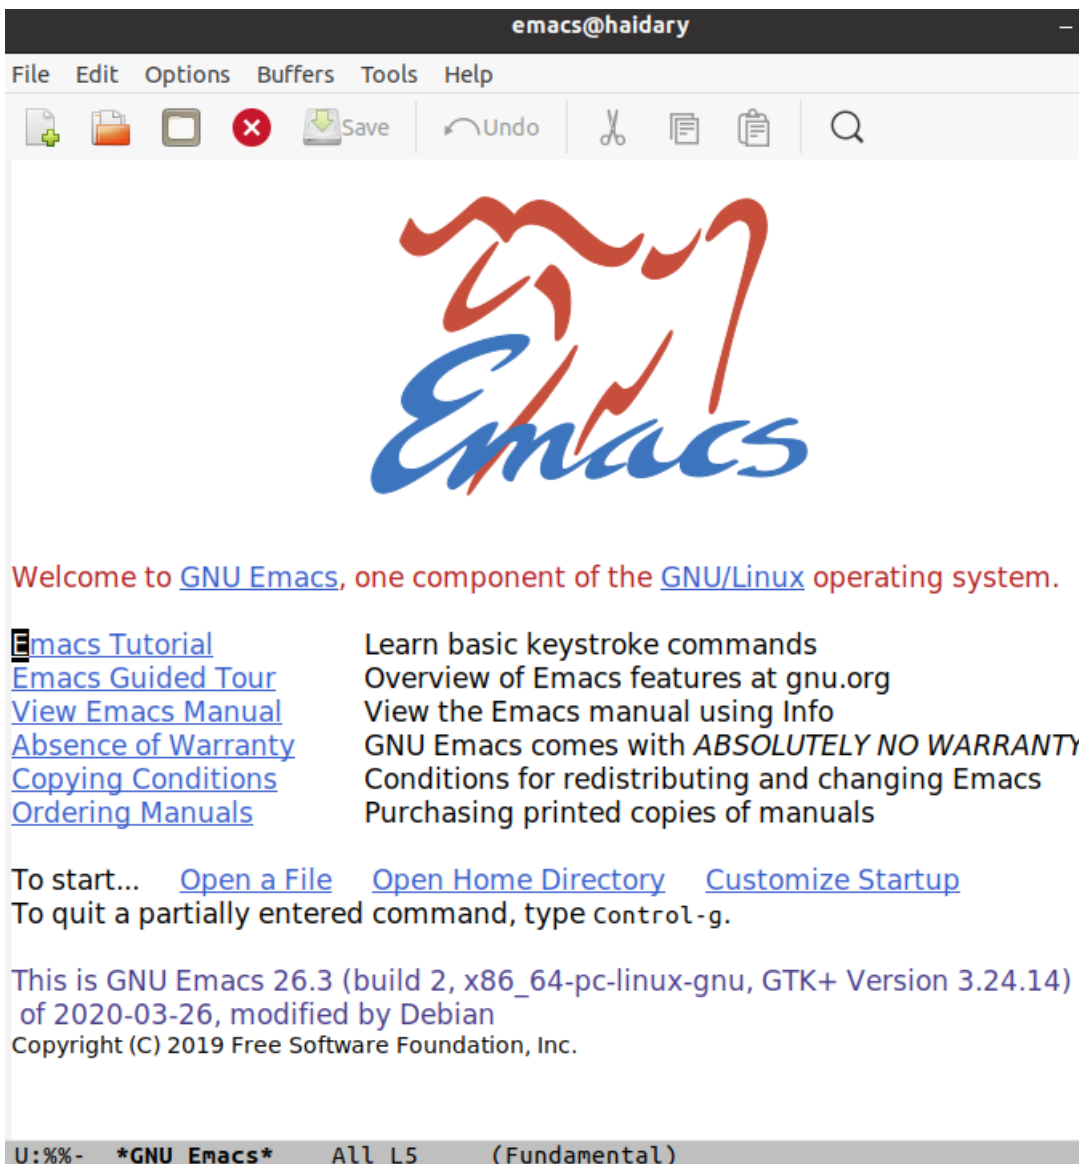 emacs@haidary
File Edit Options Buffers Tools Help
Save Undo
Emacs
Welcome to GNU Emacs, one component of the GNU/Linux operating system.
Emacs Tutorial Learn basic keystroke commands
Emacs Guided Tour Overview of Emacs features at gnu.org
View Emacs Manual View the Emacs manual using Info
Absence of Warranty GNU Emacs comes with ABSOLUTELY NO WARRANTY
Copying Conditions Conditions for redistributing and changing Emacs
Ordering Manuals Purchasing printed copies of manuals
To start... Open a File Open Home Directory Customize Startup
To quit a partially entered command, type Control-g.
This is GNU Emacs 26.3 (build 2, x86_64-pc-linux-gnu, GTK+ Version 3.24.14)
of 2020-03-26, modified by Debian
Copyright (C) 2019 Free Software Foundation, Inc.
U:%%- *GNU Emacs* All L5 (Fundamental)